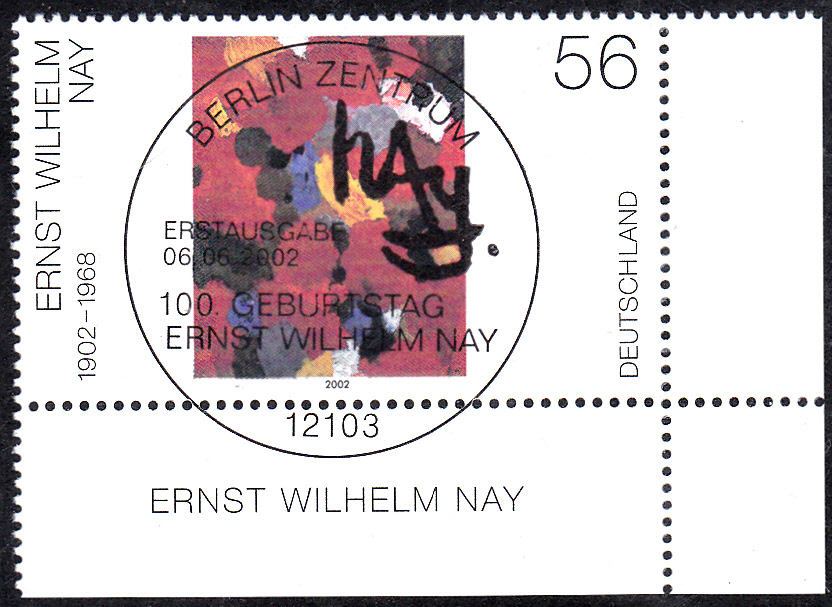 ERNST WILHELM
NAY
1902–1968
56
DEUTSCHLAND
BERLIN ZENTRUM
nAy
ERSTAUSGABE
06.06.2002
100. GEBURTSTAG
ERNST WILHELM NAY
2002
12103
ERNST WILHELM NAY